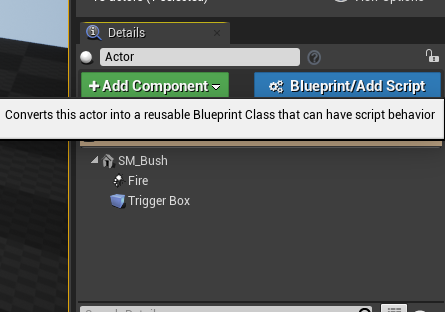 Details
Actor
+Add Component
Blueprint/Add Script
Converts this actor into a reusable Blueprint Class that can have script behavior
SM_Bush
Fire
Trigger Box